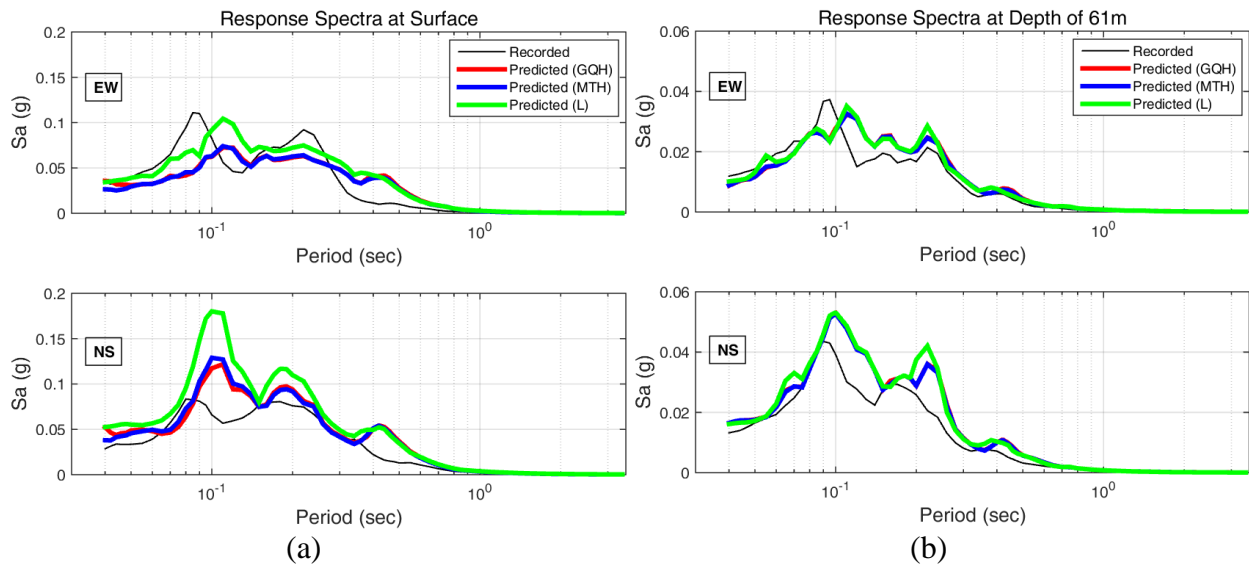 Response Spectra at Surface
0.2
0.15
0.1
0.05
0
Sa (g)
EW
Recorded
Predicted (GQH)
Predicted (MTH)
Predicted (L)
10⁻¹
10⁰
Period (sec)
Response Spectra at Depth of 61m
0.06
0.04
0.02
0
Sa (g)
EW
Recorded
Predicted (GQH)
Predicted (MTH)
Predicted (L)
10⁻¹
10⁰
Period (sec)
0.2
0.15
0.1
0.05
0
Sa (g)
NS
10⁻¹
10⁰
Period (sec)
0.06
0.04
0.02
0
Sa (g)
NS
10⁻¹
10⁰
Period (sec)
(a)
(b)